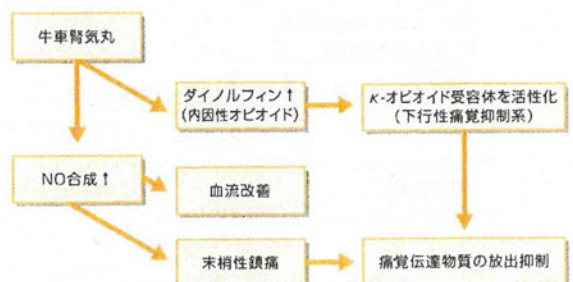 牛車腎気丸
ダイノルフィン↑
(内因性オピオイド)
κ-オピオイド受容体を活性化
(下行性痛覚抑制系)
NO合成↑
血流改善
末梢性鎮痛
痛覚伝達物質の放出抑制